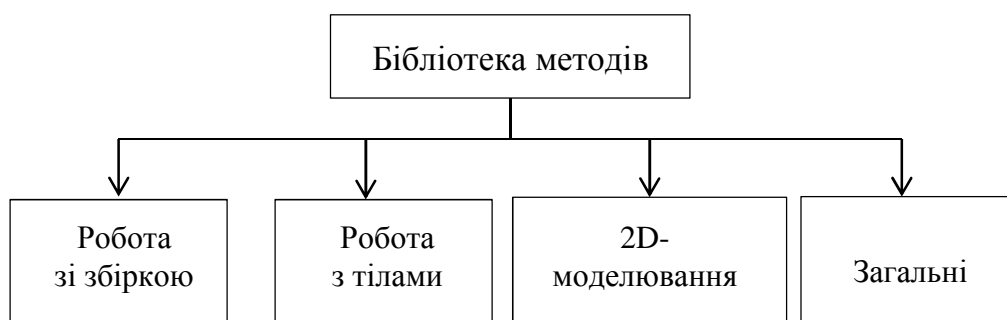 Бібліотека методів
Робота
зі збіркою
Робота
з тілами
2D-
моделювання
Загальні